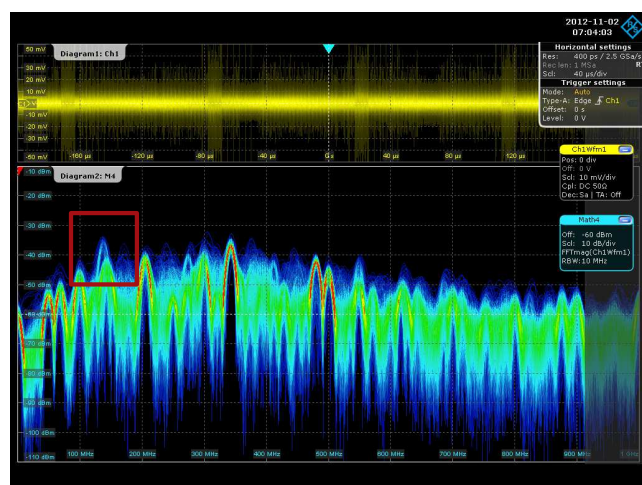 2012-11-02
07:04:03
Horizontal settings
Res: 400 ps / 2.5 GSa/s
Rec len: 1 MSa R
Scl: 40 µs/div
Trigger settings
Mode: Auto
Type-A: Edge Ch1
Offset: 0 s
Level: 0 V
Diagram1: Ch1
50 mV
30 mV
20 mV
10 mV
-10 mV
-20 mV
-30 mV
-50 mV
-160 µs
-80 µs
-40 µs
0 s
40 µs
80 µs
120 µs
Ch1Wfm1
Pos: 0 div
Off: 0 V
Scl: 10 mV/div
Cpl: DC 50Ω
Dec: Sa | TA: Off
Diagram2: M4
-10 dBm
-20 dBm
-30 dBm
-40 dBm
-50 dBm
-60 dBm
-70 dBm
-80 dBm
-90 dBm
-100 dBm
-110 dBm
Math4
Off: -60 dBm
Scl: 10 dB/div
FFTmag(Ch1Wfm1)
RBW: 10 MHz
100 MHz
200 MHz
300 MHz
400 MHz
500 MHz
600 MHz
700 MHz
800 MHz
900 MHz